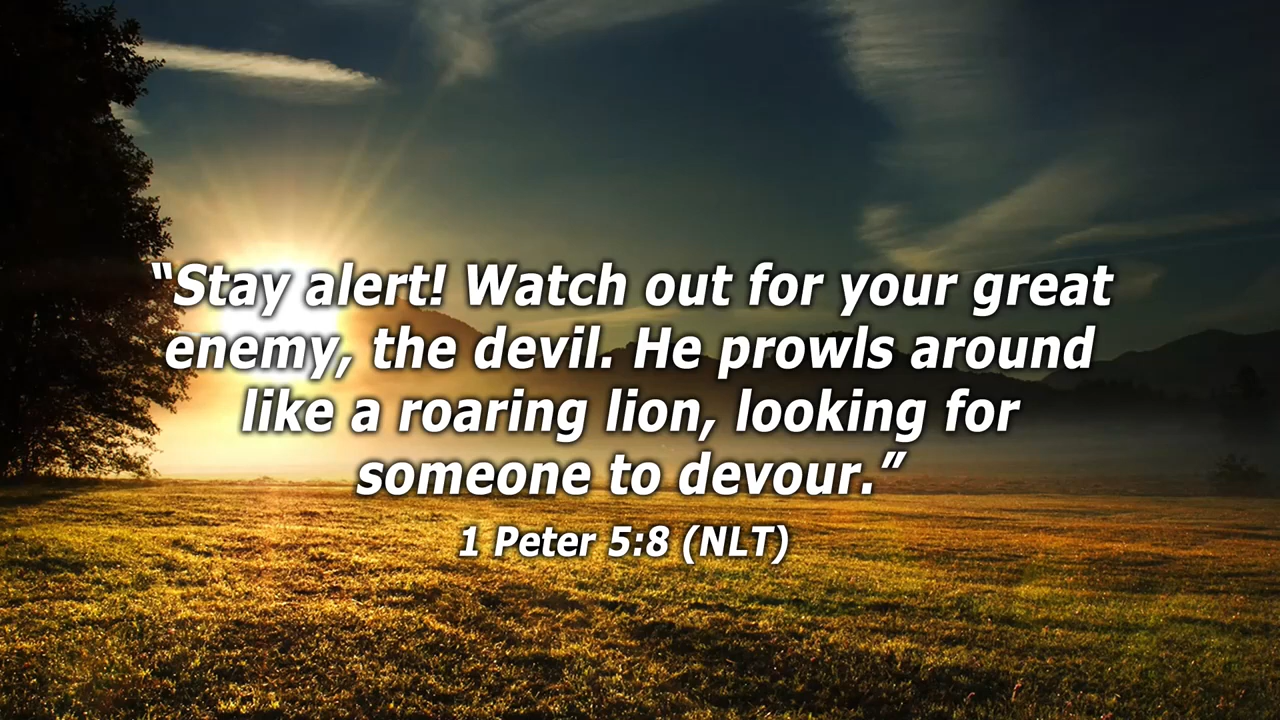 “Stay alert! Watch out for your great
enemy, the devil. He prowls around
like a roaring lion, looking for
someone to devour.”
1 Peter 5:8 (NLT)